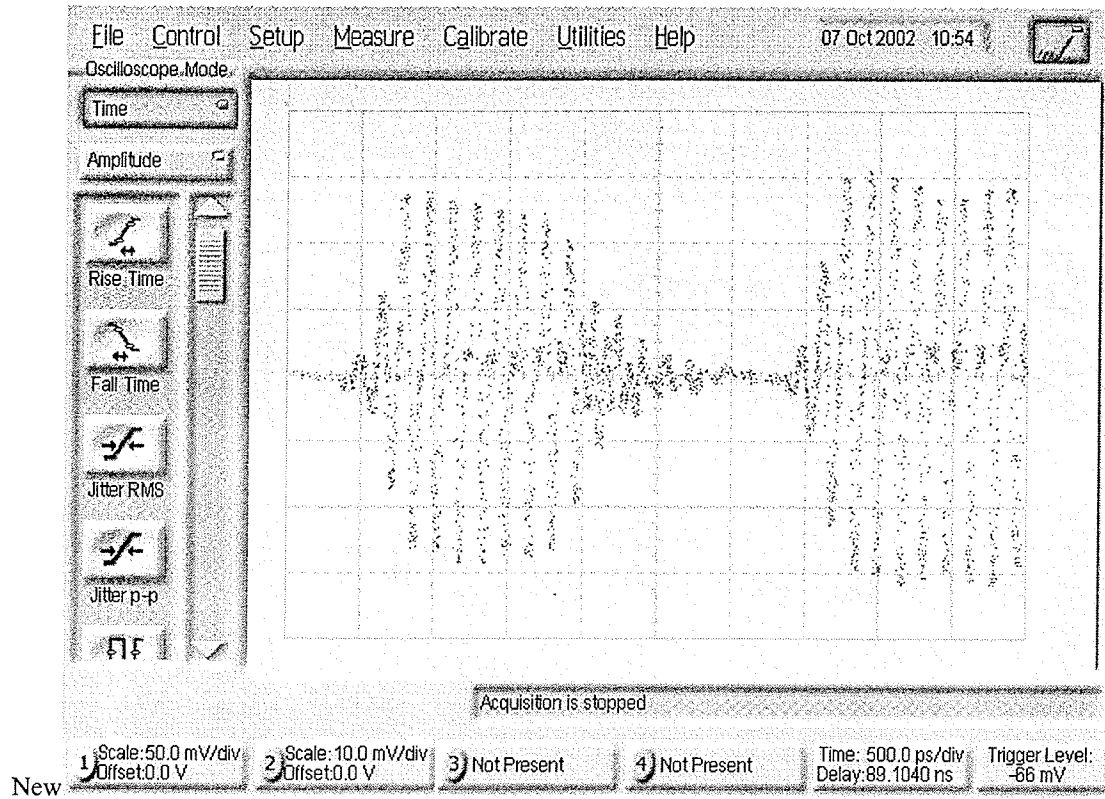 File Control Setup Measure Calibrate Utilities Help 07 Oct 2002 10:54
Oscilloscope Mode
Time
Amplitude
Rise Time
Fall Time
Jitter RMS
Jitter p-p
Acquisition is stopped
1) Scale:50.0 mV/div
Offset:0.0 V
2) Scale:10.0 mV/div
Offset:0.0 V
3) Not Present
4) Not Present
Time: 500.0 ps/div
Delay:89.1040 ns
Trigger Level:
-66 mV
New